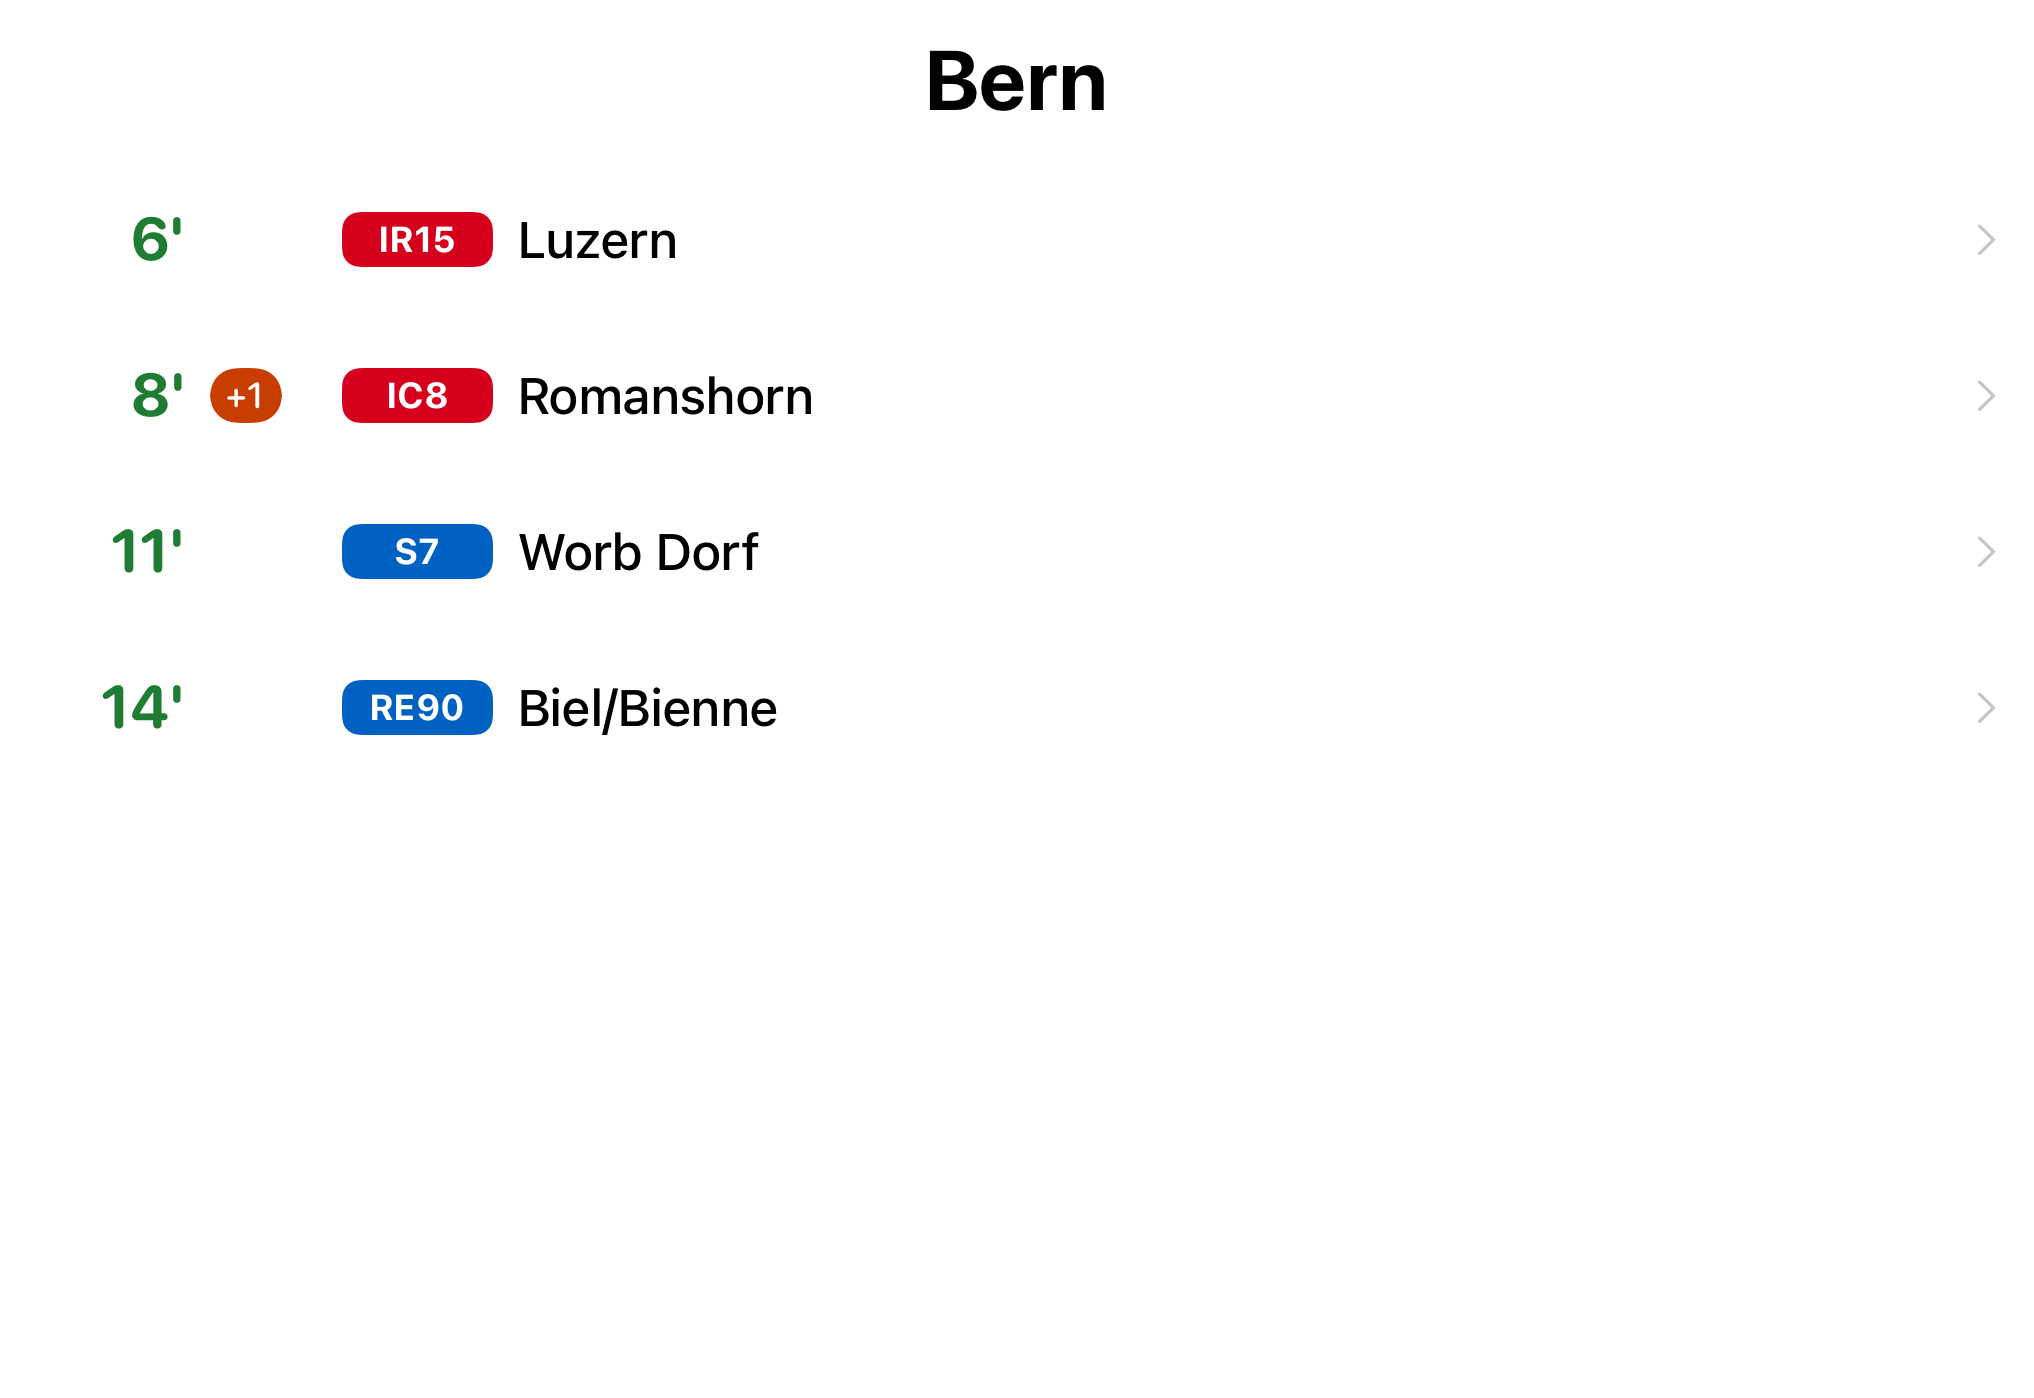 Bern
6' IR15 Luzern
8' +1 IC8 Romanshorn
11' S7 Worb Dorf
14' RE90 Biel/Bienne